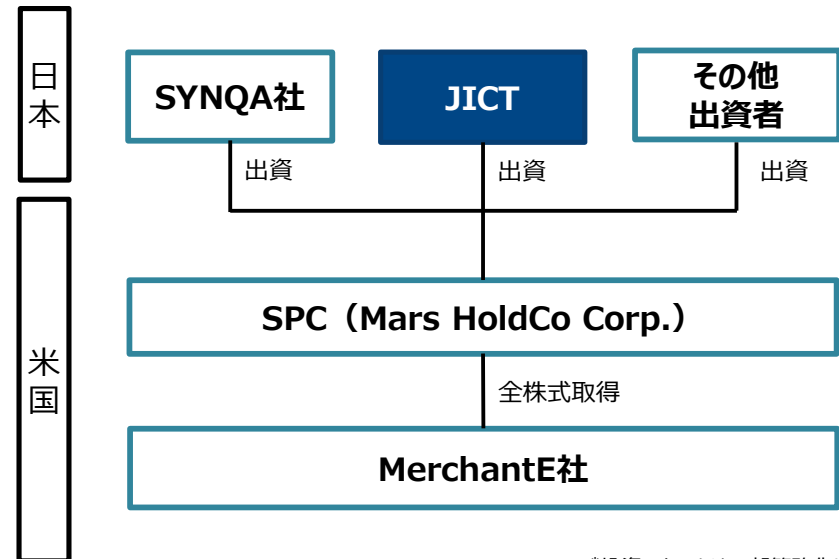 日本
SYNQA社
JICT
その他
出資者
出資
出資
出資
米国
SPC（Mars HoldCo Corp.）
全株式取得
MerchantE社